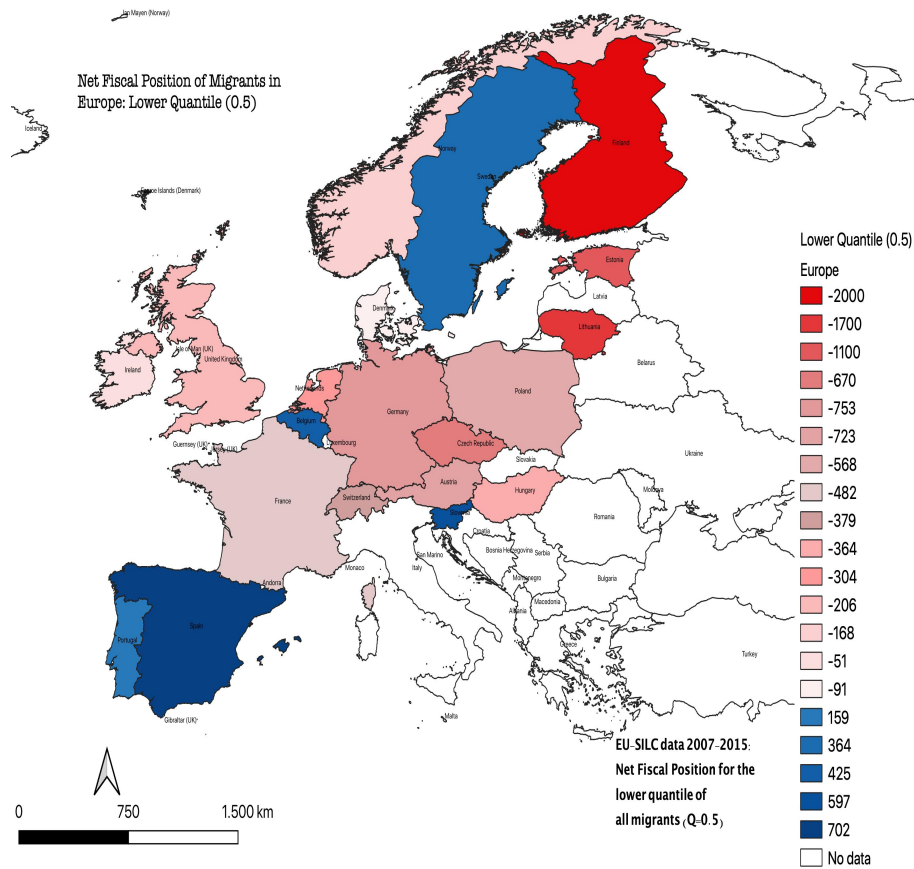 Jan Mayen (Norway)
Net Fiscal Position of Migrants in
Europe: Lower Quantile (0.5)
Iceland
Finland
Norway
Sweden
Faroe Islands (Denmark)
Lower Quantile (0.5)
Europe
-2000
-1700
-1100
-670
-753
-723
-568
-482
-379
-364
-304
-206
-168
-51
-91
159
364
425
597
702
No data
Estonia
Latvia
Denmark
Lithuania
Isle of Man (UK)
United Kingdom
Ireland
Belarus
Netherlands
Poland
Germany
Belgium
Guernsey (UK)
Jersey (UK)
Luxembourg
Czech Republic
Ukraine
Slovakia
Austria
Switzerland
Hungary
Moldova
France
Slovenia
Romania
Croatia
San Marino
Bosnia Herzegovina
Serbia
Monaco
Italy
Andorra
Montenegro
Bulgaria
Macedonia
Albania
Spain
Portugal
Greece
Turkey
Gibraltar (UK)
Malta
EU-SILC data 2007-2015:
Net Fiscal Position for the
lower quantile of
all migrants (Q=0.5)
0 750 1.500 km